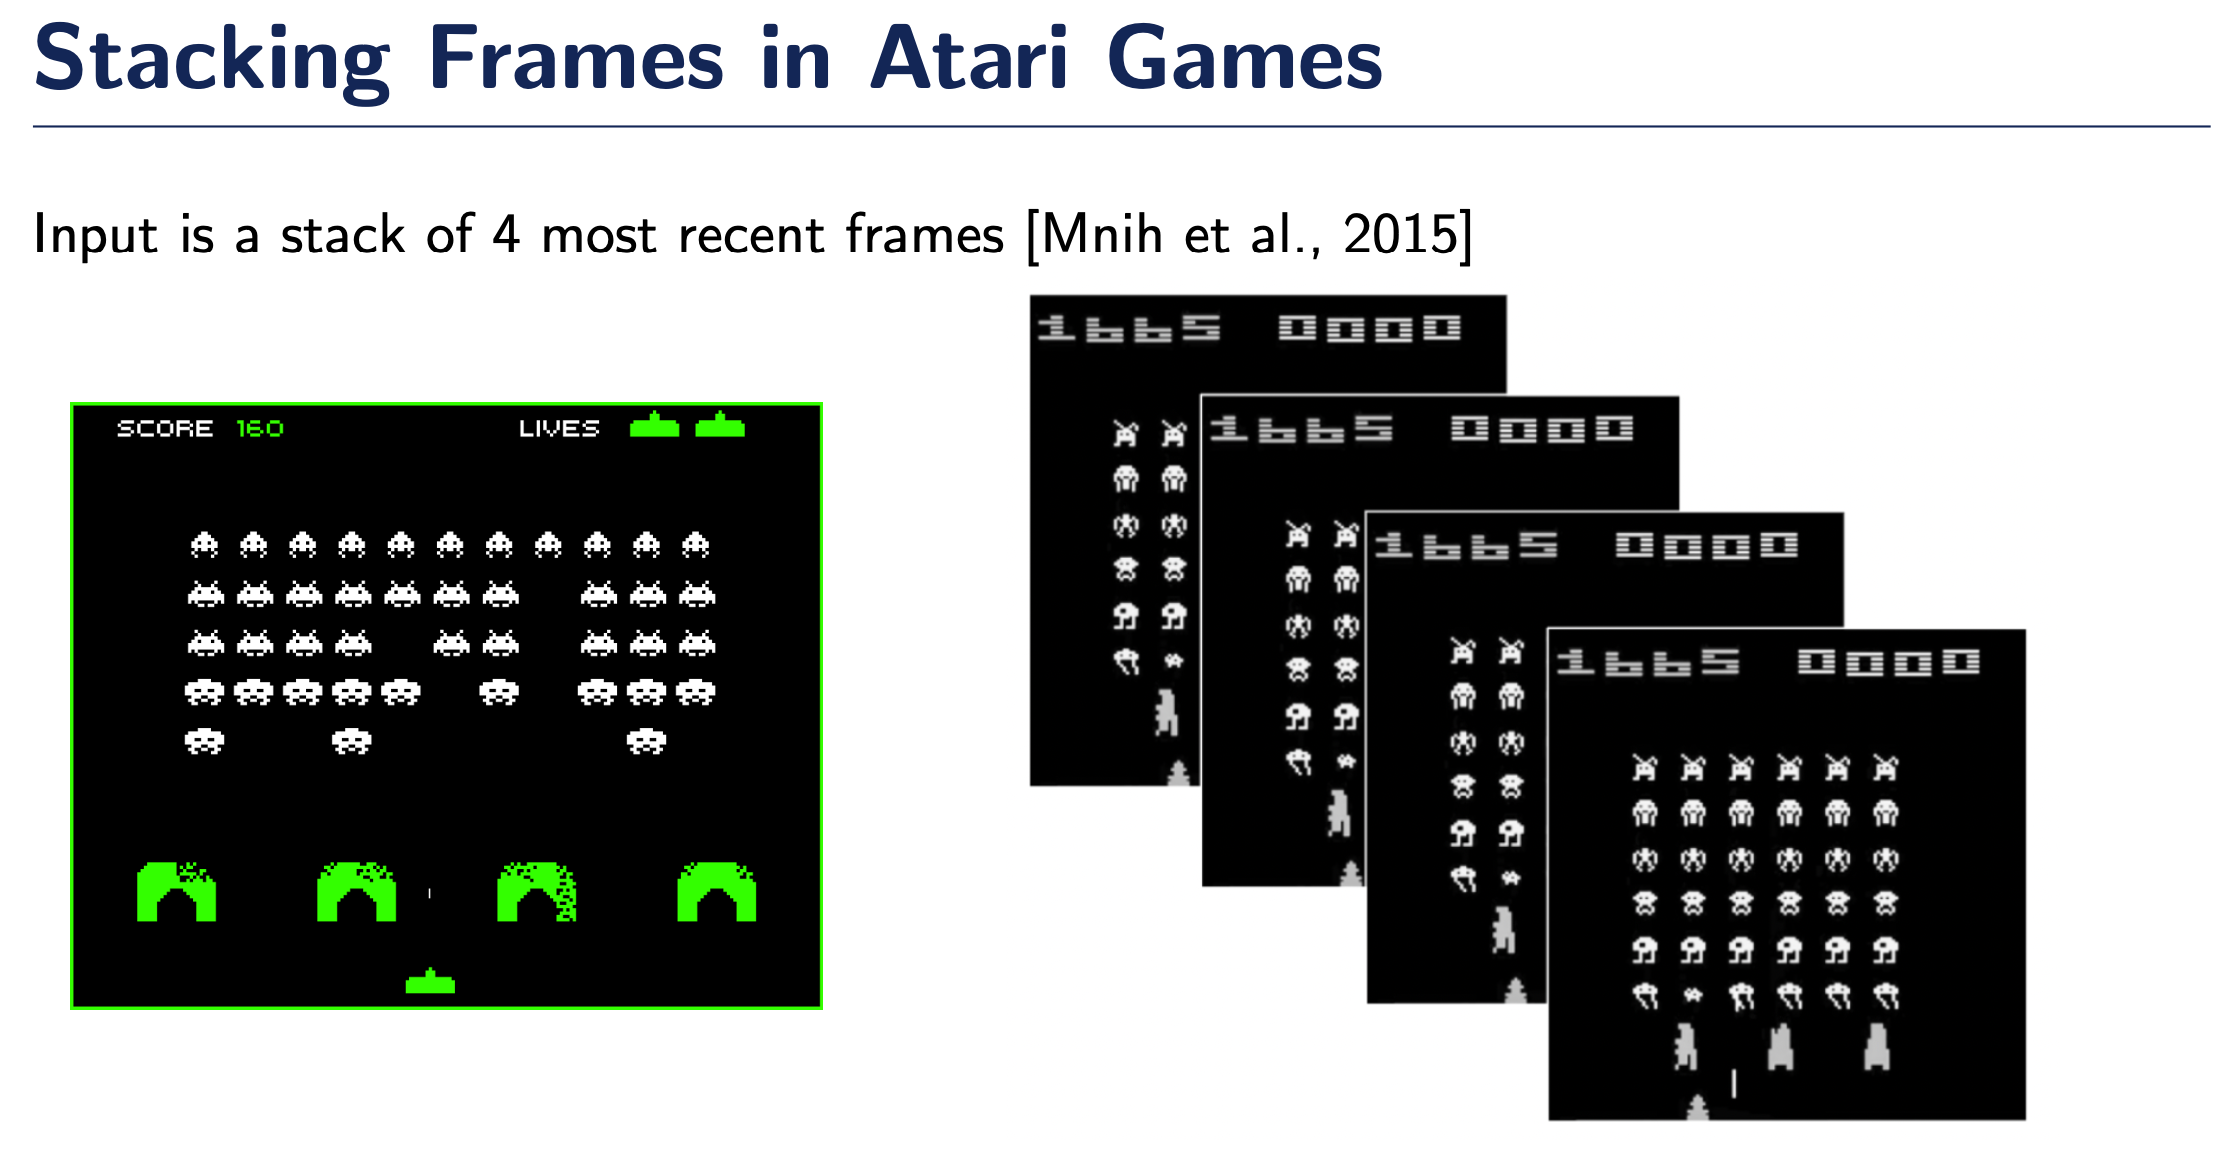 Stacking Frames in Atari Games
Input is a stack of 4 most recent frames [Mnih et al., 2015]
SCORE 160 LIVES
1665 0000
1665 0000
1665 0000
1665 0000